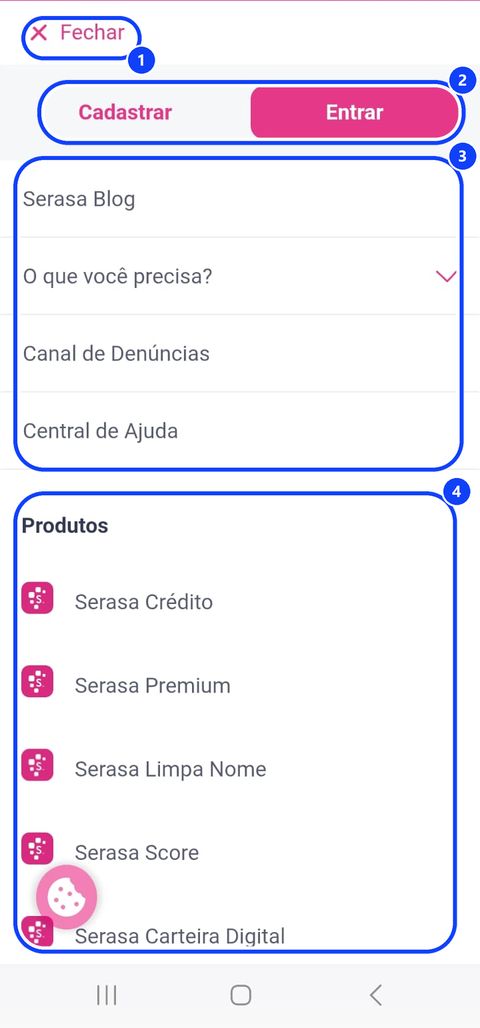 Fechar
1
2
Cadastrar
Entrar
3
Serasa Blog
O que você precisa?
Canal de Denúncias
Central de Ajuda
4
Produtos
S.
Serasa Crédito
S.
Serasa Premium
S.
Serasa Limpa Nome
S.
Serasa Score
S.
Serasa Carteira Digital